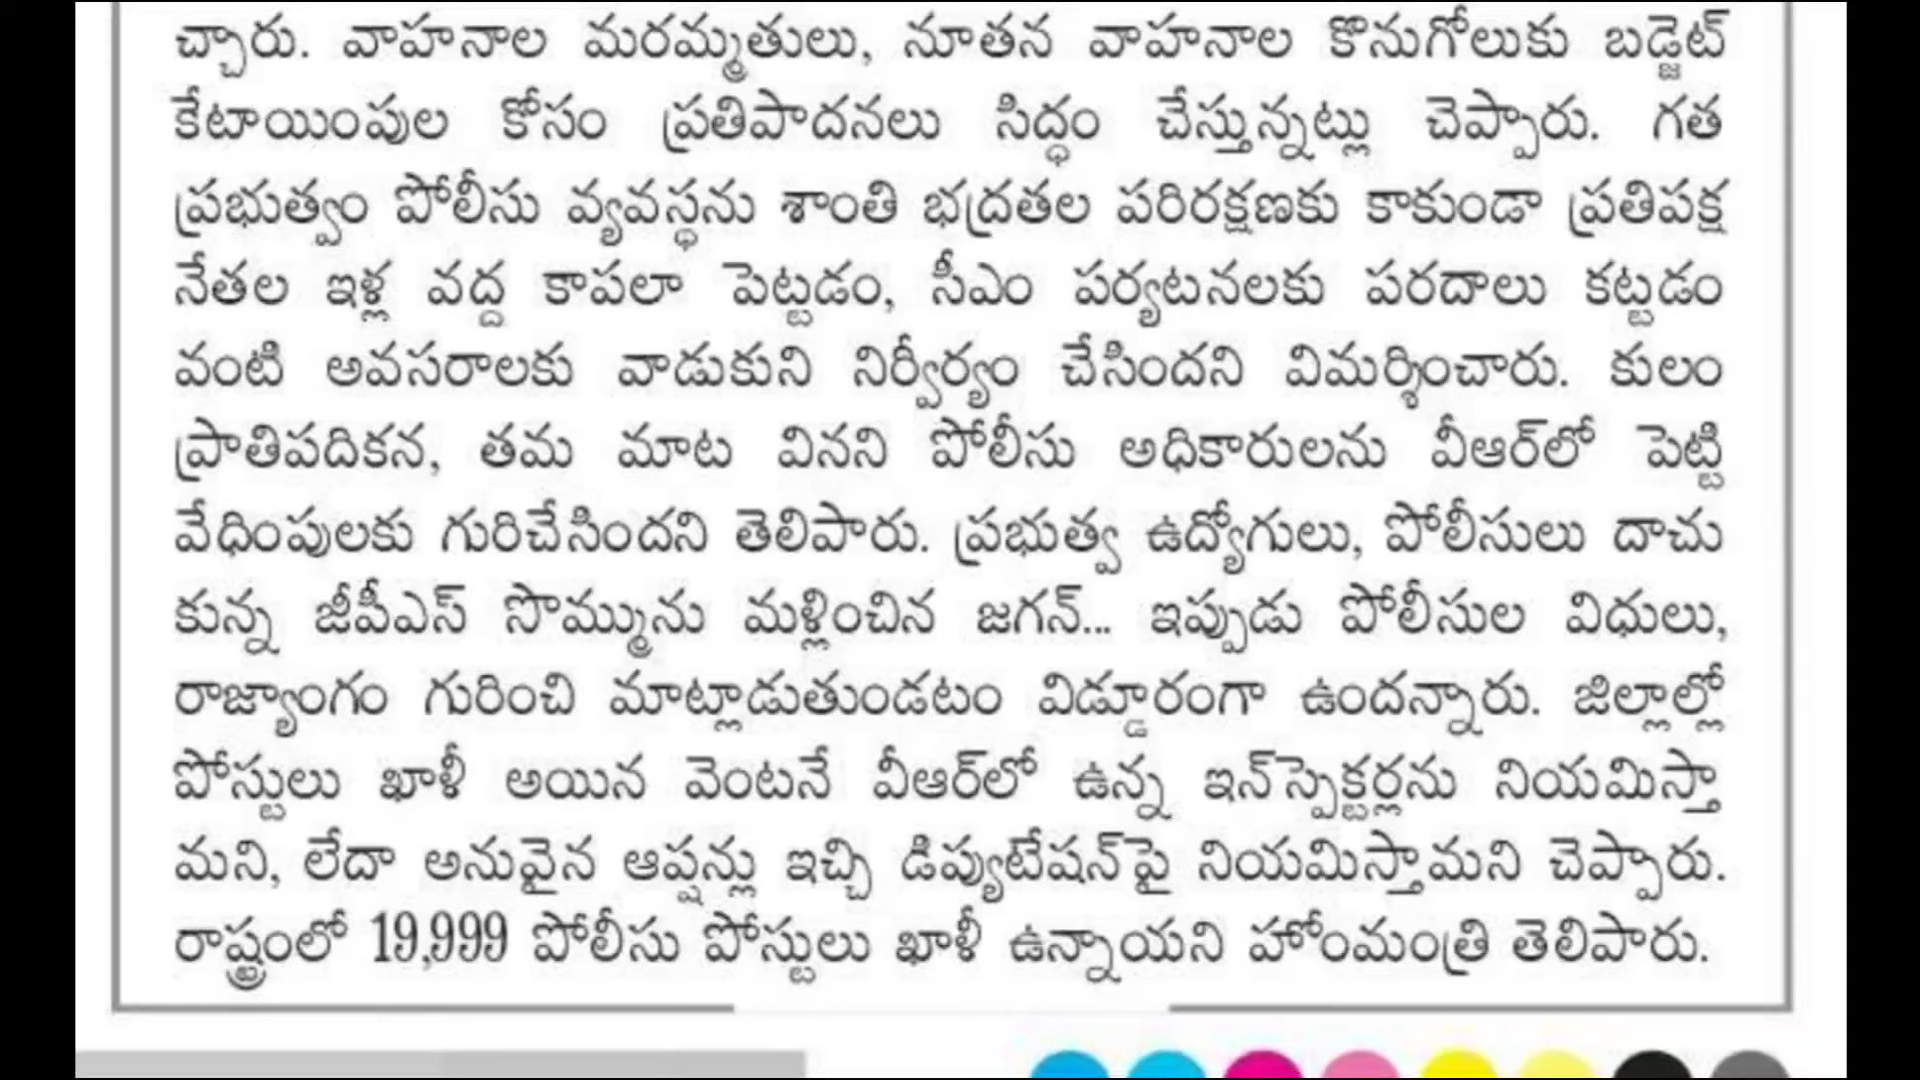 చ్చారు. వాహనాల మరమ్మతులు, నూతన వాహనాల కొనుగోలుకు బడ్జెట్
కేటాయింపుల కోసం ప్రతిపాదనలు సిద్ధం చేస్తున్నట్లు చెప్పారు. గత
ప్రభుత్వం పోలీసు వ్యవస్థను శాంతి భద్రతల పరిరక్షణకు కాకుండా ప్రతిపక్ష
నేతల ఇళ్ల వద్ద కాపలా పెట్టడం, సీఎం పర్యటనలకు పరదాలు కట్టడం
వంటి అవసరాలకు వాడుకుని నిర్వీర్యం చేసిందని విమర్శించారు. కులం
ప్రాతిపదికన, తమ మాట వినని పోలీసు అధికారులను వీఆర్‌లో పెట్టి
వేధింపులకు గురిచేసిందని తెలిపారు. ప్రభుత్వ ఉద్యోగులు, పోలీసులు దాచు
కున్న జీపీఎస్ సొమ్మును మళ్లించిన జగన్... ఇప్పుడు పోలీసుల విధులు,
రాజ్యాంగం గురించి మాట్లాడుతుండటం విడ్డూరంగా ఉందన్నారు. జిల్లాల్లో
పోస్టులు ఖాళీ అయిన వెంటనే వీఆర్‌లో ఉన్న ఇన్‌స్పెక్టర్లను నియమిస్తా
మని, లేదా అనువైన ఆప్షన్లు ఇచ్చి డిప్యుటేషన్‌పై నియమిస్తామని చెప్పారు.
రాష్ట్రంలో 19,999 పోలీసు పోస్టులు ఖాళీ ఉన్నాయని హోంమంత్రి తెలిపారు.